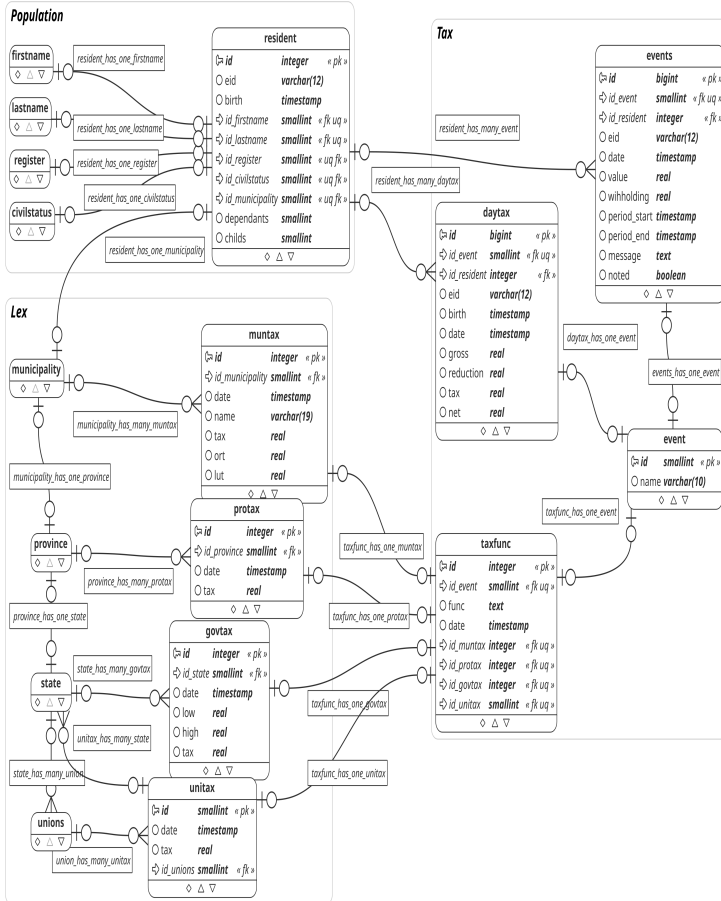 Population
firstname
lastname
register
civilstatus
resident_has_one_firstname
resident_has_one_lastname
resident_has_one_register
resident_has_one_civilstatus
resident_has_one_municipality
resident
id integer « pk »
eid varchar(12)
birth timestamp
id_firstname smallint « fk uq »
id_lastname smallint « fk uq »
id_register smallint « uq fk »
id_civilstatus smallint « uq fk »
id_municipality smallint « uq fk »
dependants smallint
childs smallint
Tax
resident_has_many_event
resident_has_many_daytax
events
id bigint « pk »
id_event smallint « fk uq »
id_resident integer « fk »
eid varchar(12)
date timestamp
value real
wihholding real
period_start timestamp
period_end timestamp
message text
noted boolean
daytax
id bigint « pk »
id_event smallint « fk uq »
id_resident integer « fk »
eid varchar(12)
birth timestamp
date timestamp
gross real
reduction real
tax real
net real
daytax_has_one_event
events_has_one_event
event
id smallint « pk »
name varchar(10)
taxfunc_has_one_event
taxfunc
id integer « pk »
id_event smallint « fk uq »
func text
date timestamp
id_muntax integer « fk uq »
id_protax integer « fk uq »
id_govtax integer « fk uq »
id_unitax smallint « fk uq »
Lex
municipality
municipality_has_many_muntax
municipality_has_one_province
muntax
id integer « pk »
id_municipality smallint « fk »
date timestamp
name varchar(19)
tax real
ort real
lut real
taxfunc_has_one_muntax
protax
id integer « pk »
id_province smallint « fk »
date timestamp
tax real
province
province_has_many_protax
province_has_one_state
taxfunc_has_one_protax
govtax
id integer « pk »
id_state smallint « fk »
date timestamp
low real
high real
tax real
state
state_has_many_govtax
unitax_has_many_state
state_has_many_union
taxfunc_has_one_govtax
taxfunc_has_one_unitax
unitax
id smallint « pk »
date timestamp
tax real
id_unions smallint « fk »
unions
union_has_many_unitax